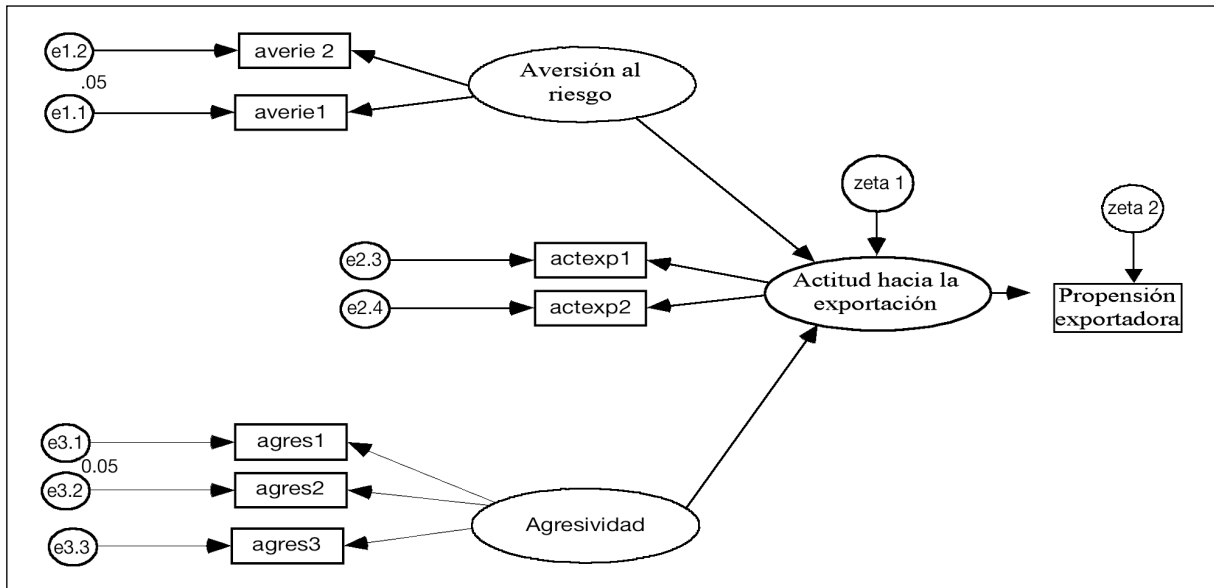 e1.2
averie 2
.05
e1.1
averie1
Aversión al
riesgo
zeta 1
zeta 2
e2.3
actexp1
e2.4
actexp2
Actitud hacia la
exportación
Propensión
exportadora
e3.1
agres1
0.05
e3.2
agres2
e3.3
agres3
Agresividad